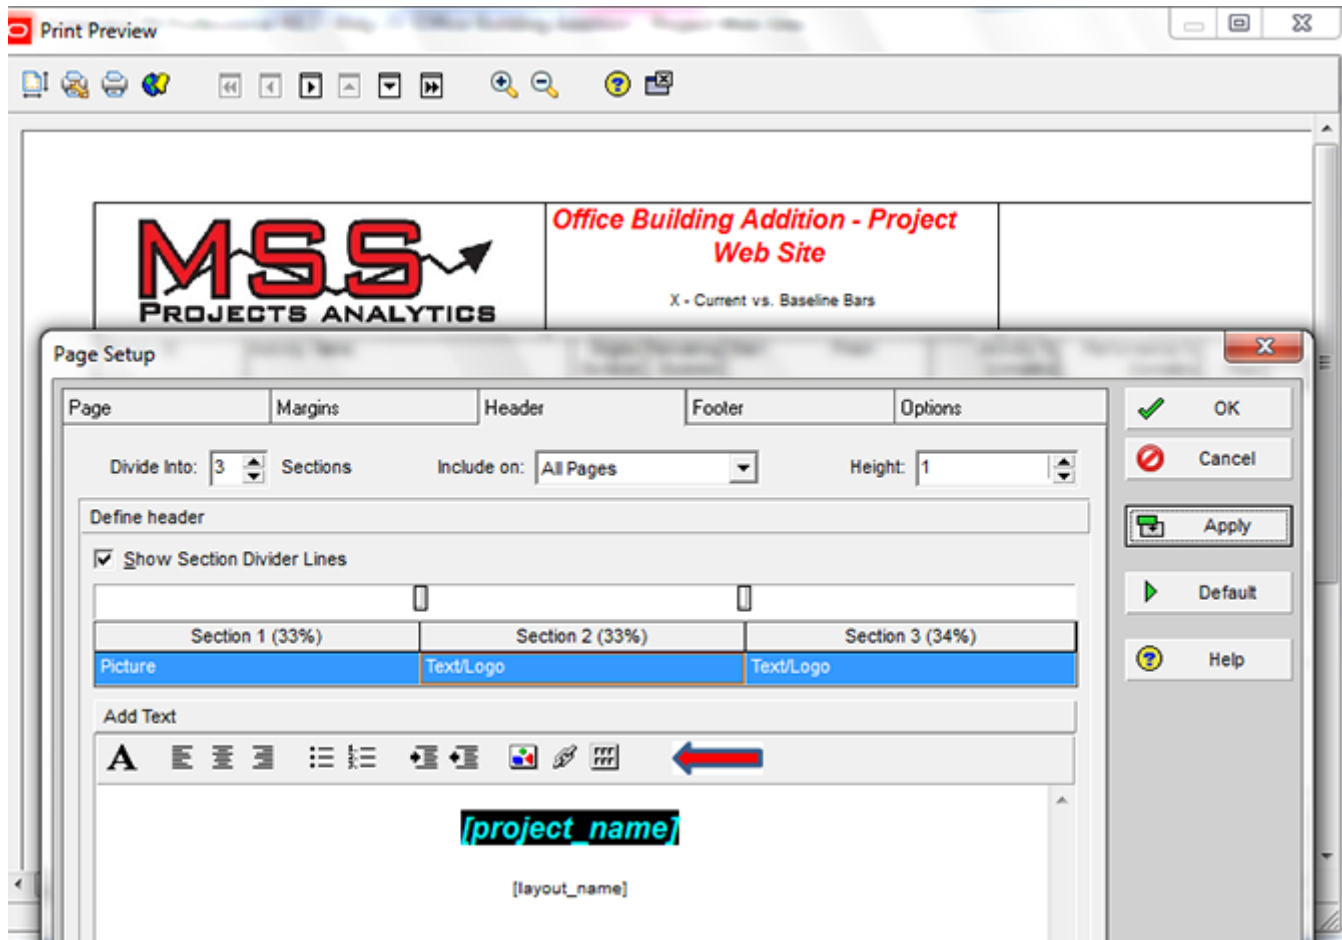 Print Preview
MSS
PROJECTS ANALYTICS
Office Building Addition - Project
Web Site
X - Current vs. Baseline Bars
Page Setup
Page Margins Header Footer Options
OK
Divide Into: 3 Sections Include on: All Pages Height: 1
Cancel
Define header
Apply
Show Section Divider Lines
Default
Section 1 (33%) Section 2 (33%) Section 3 (34%)
Picture Text/Logo Text/Logo
Help
Add Text
A
[project_name]
[layout_name]